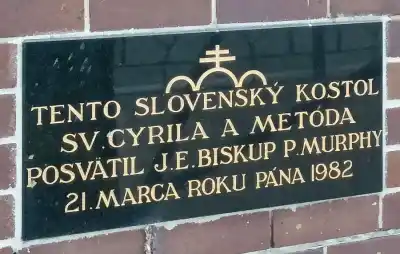 TENTO SLOVENSKÝ KOSTOL
SV. CYRILA A METÓDA
POSVÄTIL J.E. BISKUP P. MURPHY
21. MARCA ROKU PÁNA 1982